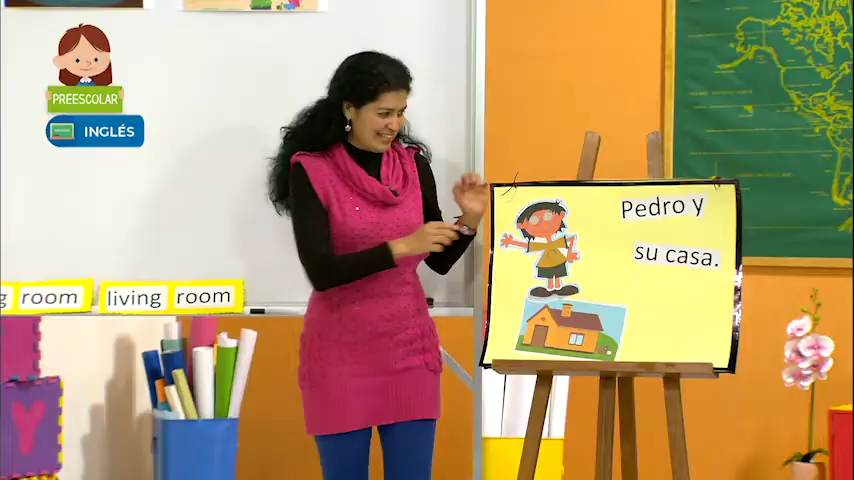 PREESCOLAR
INGLÉS
Pedro y
su casa.
g room
living room
Y